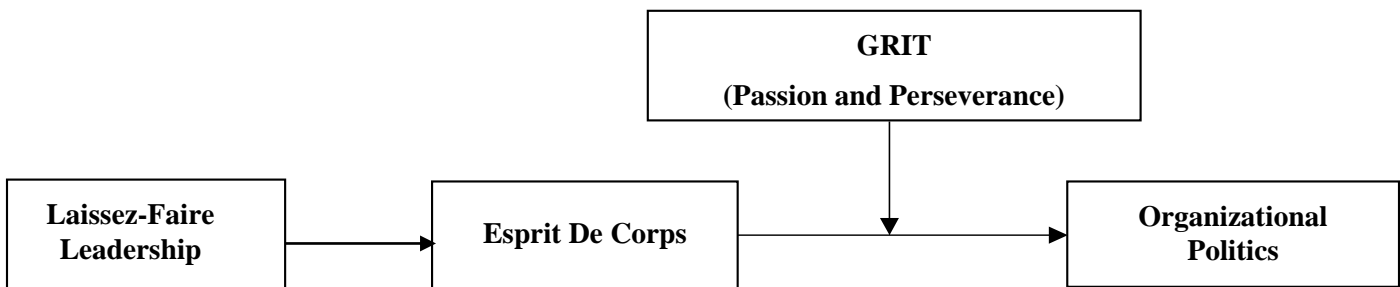 GRIT
(Passion and Perseverance)
Laissez-Faire
Leadership
Esprit De Corps
Organizational
Politics